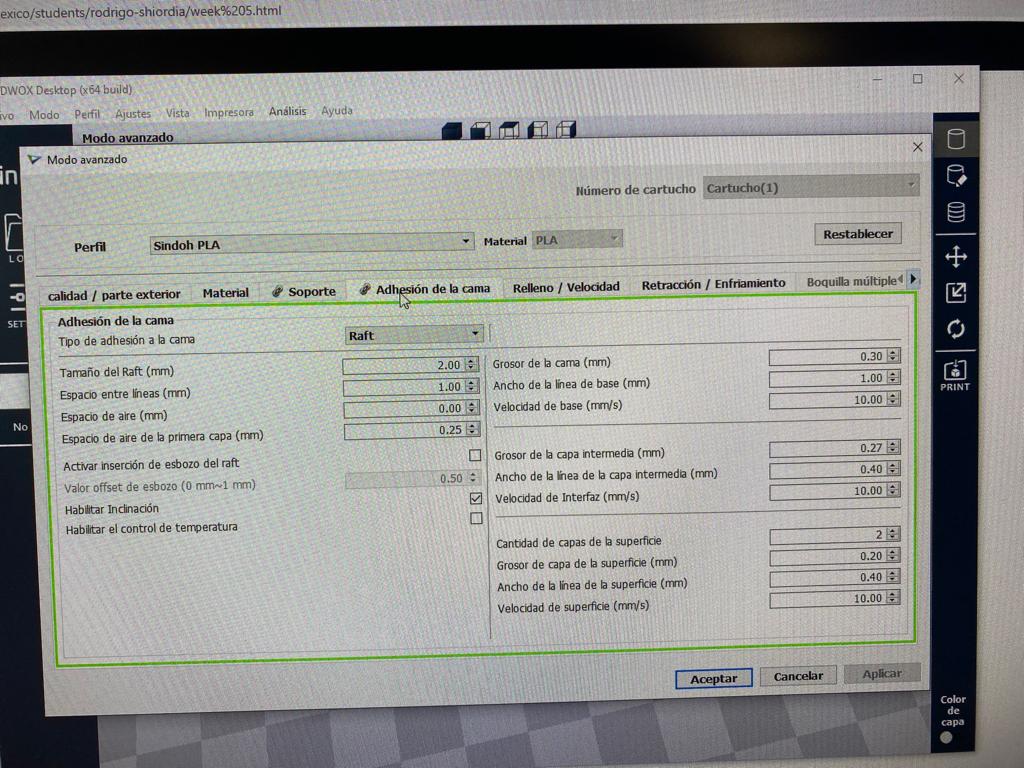 exico/students/rodrigo-shiordia/week%205.html
DWOX Desktop (x64 build)
ivo Modo Perfil Ajustes Vista Impresora Análisis Ayuda
Modo avanzado
Modo avanzado
in
Número de cartucho Cartucho(1)
Perfil Sindoh PLA Material PLA Restablecer
LO
calidad / parte exterior Material Soporte Adhesión de la cama Relleno / Velocidad Retracción / Enfriamiento Boquilla múltiple
SET
Adhesión de la cama
Tipo de adhesión a la cama Raft
Tamaño del Raft (mm) 2.00
Espacio entre líneas (mm) 1.00
Espacio de aire (mm) 0.00
Espacio de aire de la primera capa (mm) 0.25
Activar inserción de esbozo del raft
Valor offset de esbozo (0 mm~1 mm) 0.50
Habilitar Inclinación
Habilitar el control de temperatura
Grosor de la cama (mm) 0.30
Ancho de la línea de base (mm) 1.00
Velocidad de base (mm/s) 10.00
Grosor de la capa intermedia (mm) 0.27
Ancho de la línea de la capa intermedia (mm) 0.40
Velocidad de Interfaz (mm/s) 10.00
Cantidad de capas de la superficie 2
Grosor de capa de la superficie (mm) 0.20
Ancho de la línea de la superficie (mm) 0.40
Velocidad de superficie (mm/s) 10.00
No
PRINT
Aceptar Cancelar Aplicar
Color
de
capa